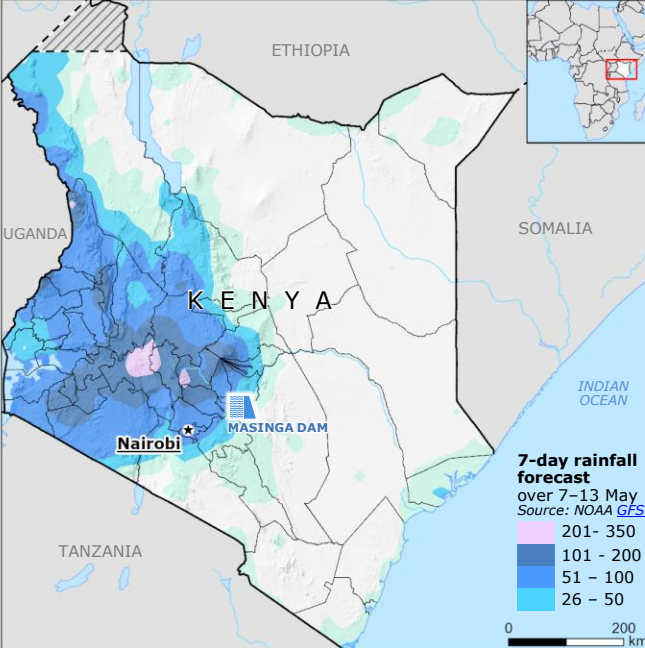 ETHIOPIA
UGANDA
SOMALIA
K E N Y A
INDIAN
OCEAN
MASINGA DAM
Nairobi
TANZANIA
7-day rainfall
forecast
over 7–13 May
Source: NOAA GFS
201- 350
101 - 200
51 – 100
26 – 50
0 200
km